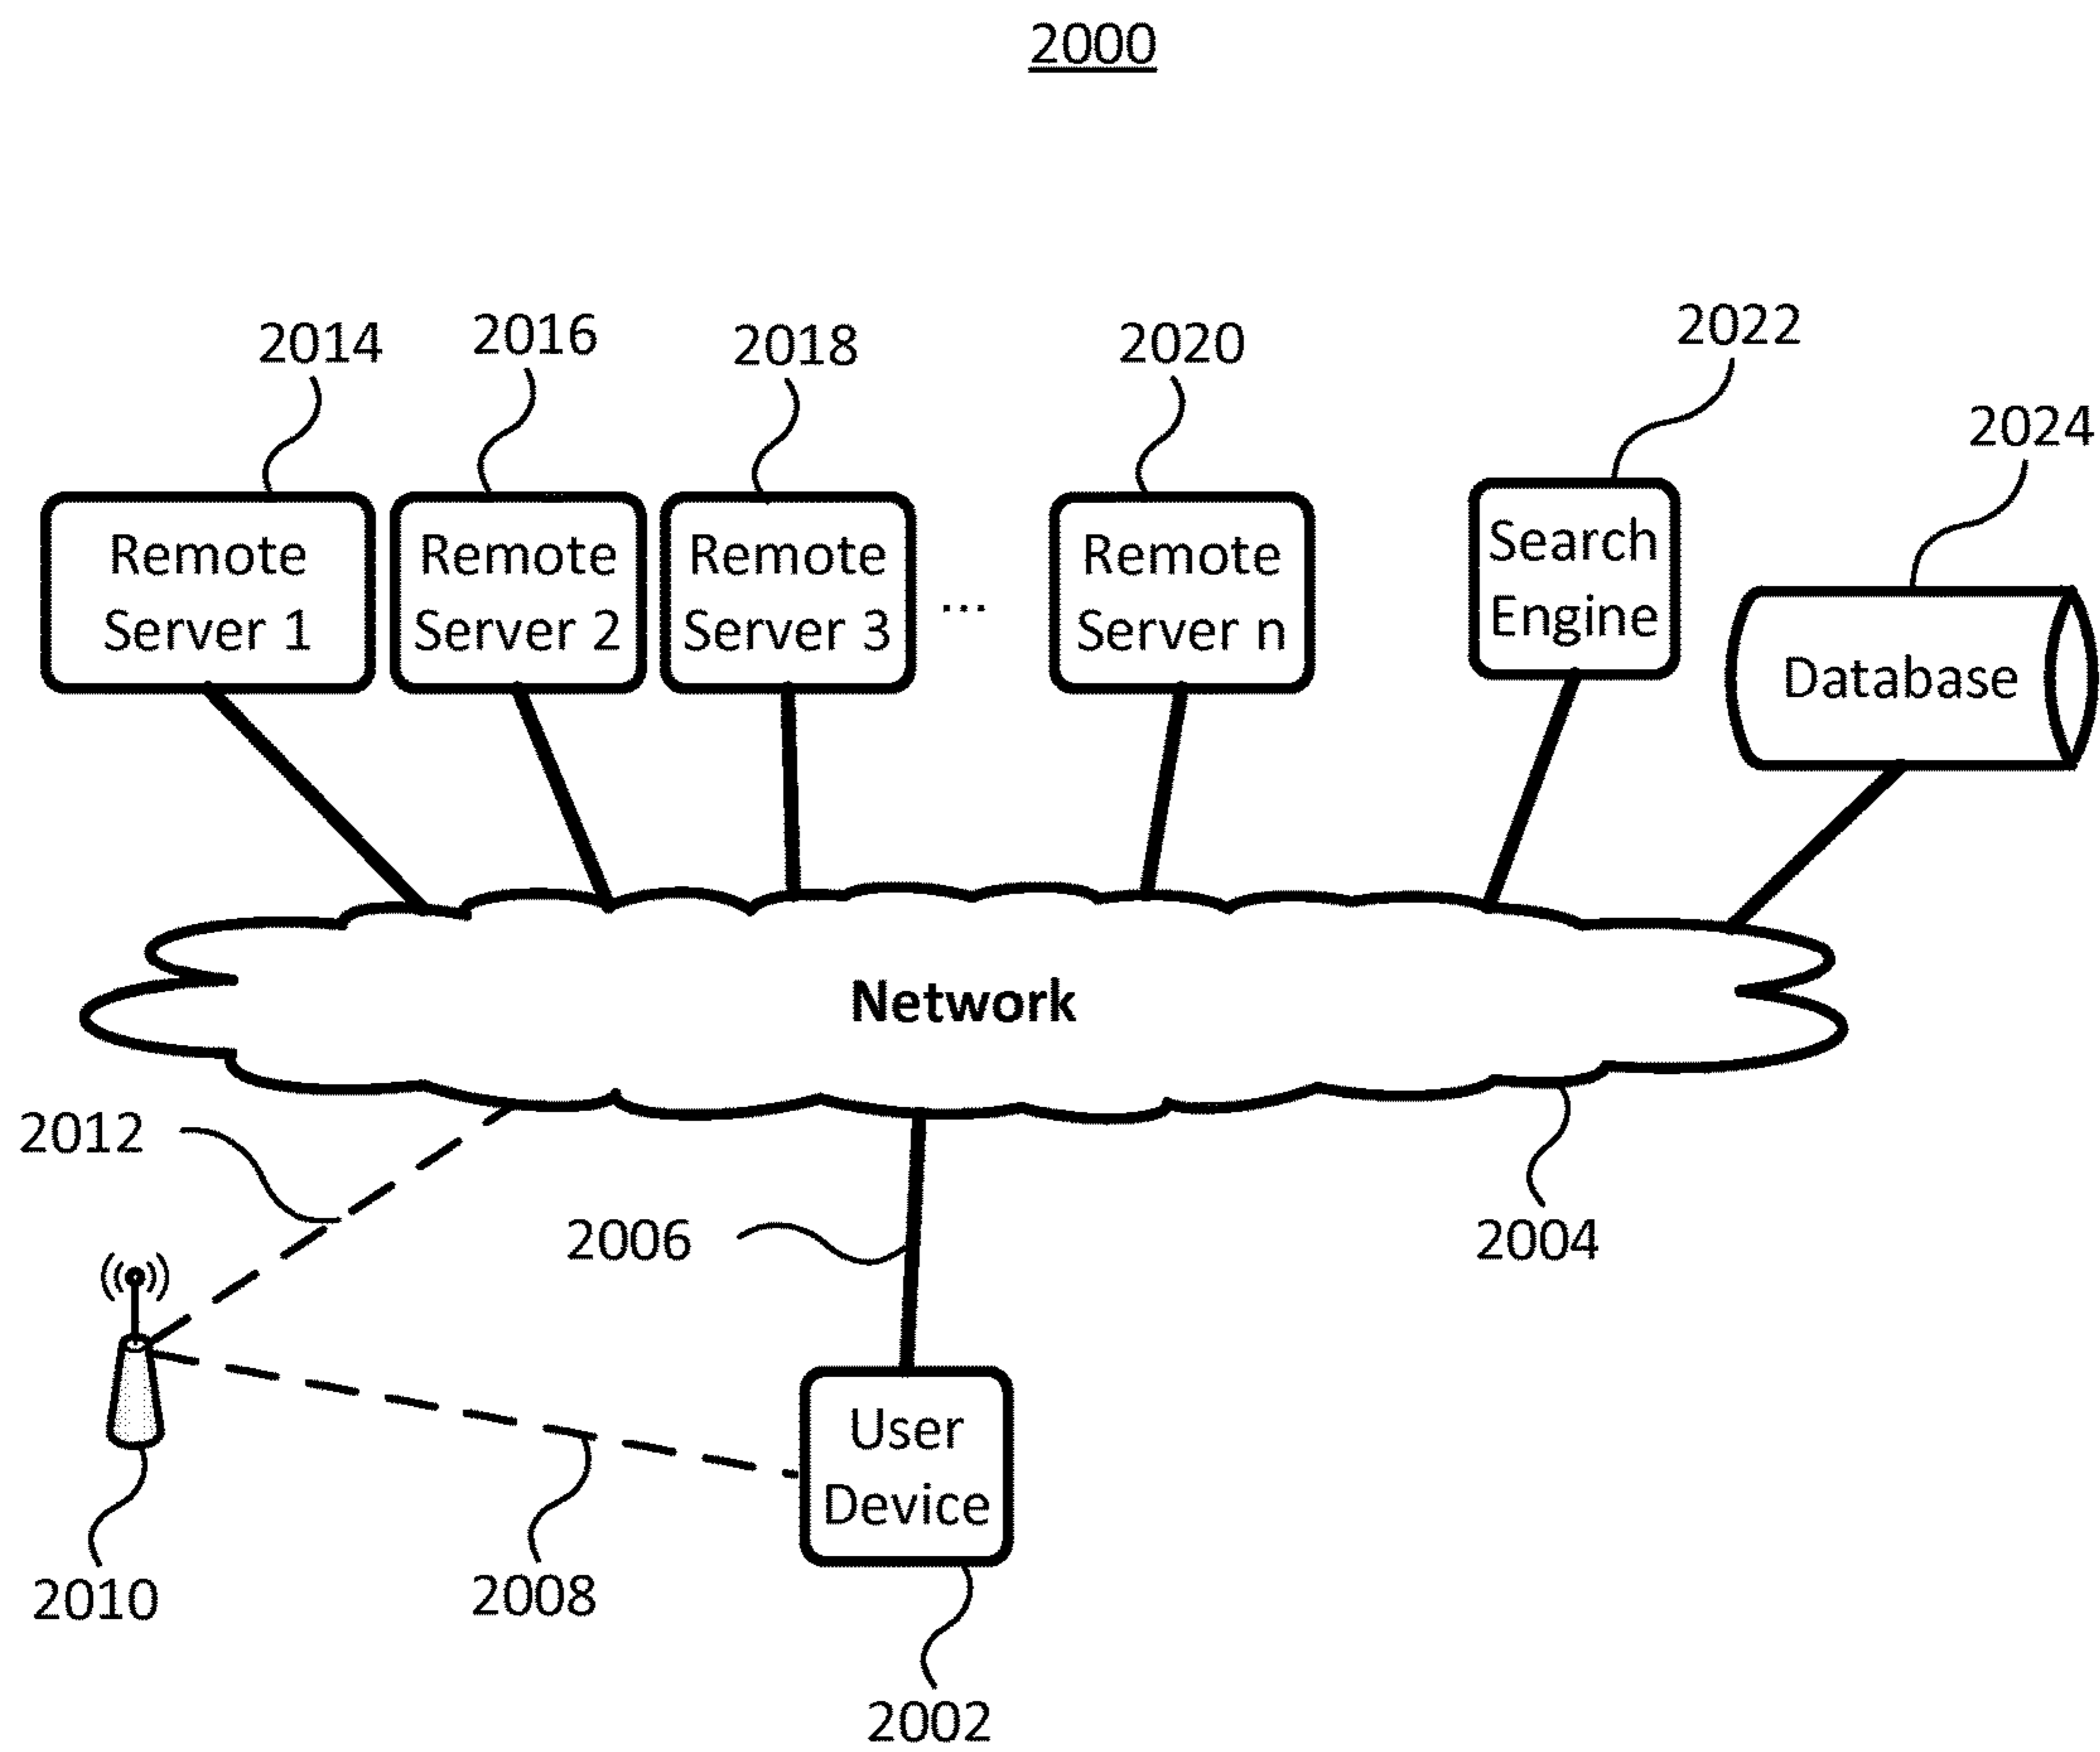 2000
2014
2016
2018
2020
2022
2024
Remote
Server 1
Remote
Server 2
Remote
Server 3
...
Remote
Server n
Search
Engine
Database
Network
2012
2006
2004
User
Device
2010
2008
2002